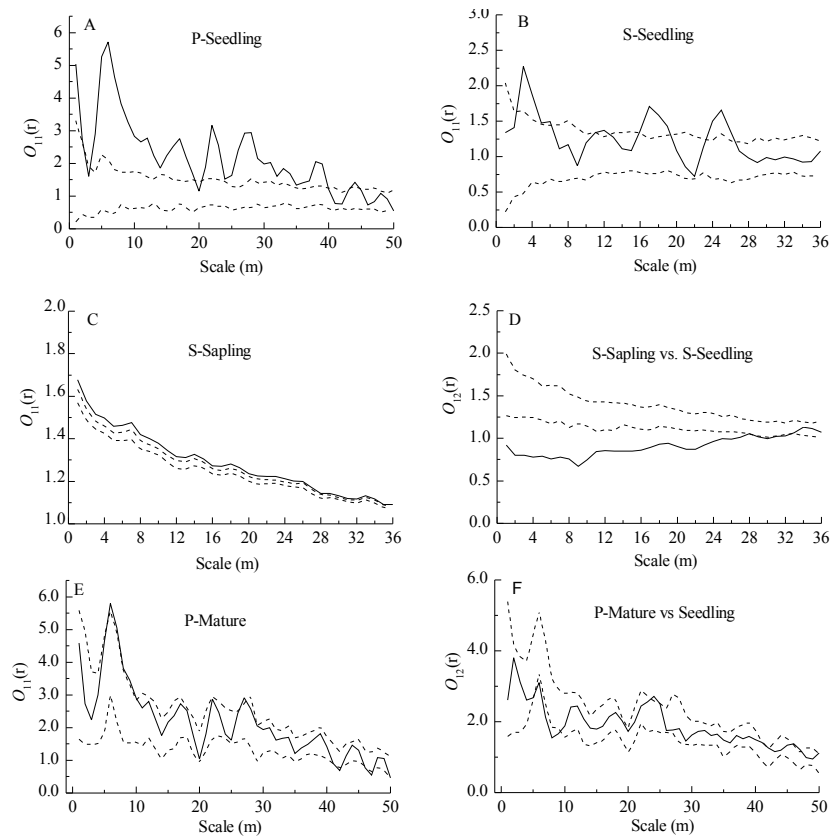 A
P-Seedling
6
5
4
3
2
1
0
O11(r)
0 10 20 30 40 50
Scale (m)
B
S-Seedling
3.0
2.5
2.0
1.5
1.0
0.5
0.0
O11(r)
0 4 8 12 16 20 24 28 32 36
Scale (m)
C
S-Sapling
2.0
1.8
1.6
1.4
1.2
1.0
O11(r)
0 4 8 12 16 20 24 28 32 36
Scale (m)
D
S-Sapling vs. S-Seedling
2.5
2.0
1.5
1.0
0.5
0.0
O12(r)
0 4 8 12 16 20 24 28 32 36
Scale (m)
E
P-Mature
6.0
5.0
4.0
3.0
2.0
1.0
0.0
O11(r)
0 10 20 30 40 50
Scale (m)
F
P-Mature vs Seedling
6.0
4.0
2.0
0.0
O12(r)
0 10 20 30 40 50
Scale (m)